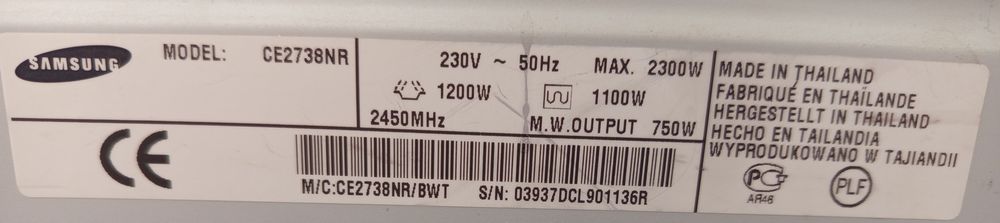 SAMSUNG
MODEL: CE2738NR
230V ~ 50Hz MAX. 2300W
1200W 1100W
2450MHz M.W.OUTPUT 750W
CE
M/C:CE2738NR/BWT S/N: 03937DCL901136R
MADE IN THAILAND
FABRIQUÉ EN THAÏLANDE
HERGESTELLT IN THAILAND
HECHO EN TAILANDIA
WYPRODUKOWANO W TAJIANDII
PC
AR46
PLF